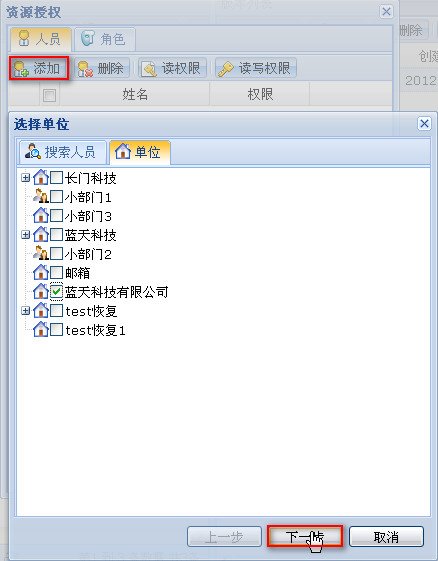 资源授权
人员 角色
删除
添加 删除 读权限 读写权限
姓名 权限
2012
选择单位
搜索人员 单位
长门科技
小部门1
小部门3
蓝天科技
小部门2
邮箱
蓝天科技有限公司
test恢复
test恢复1
上一步 下一步 取消